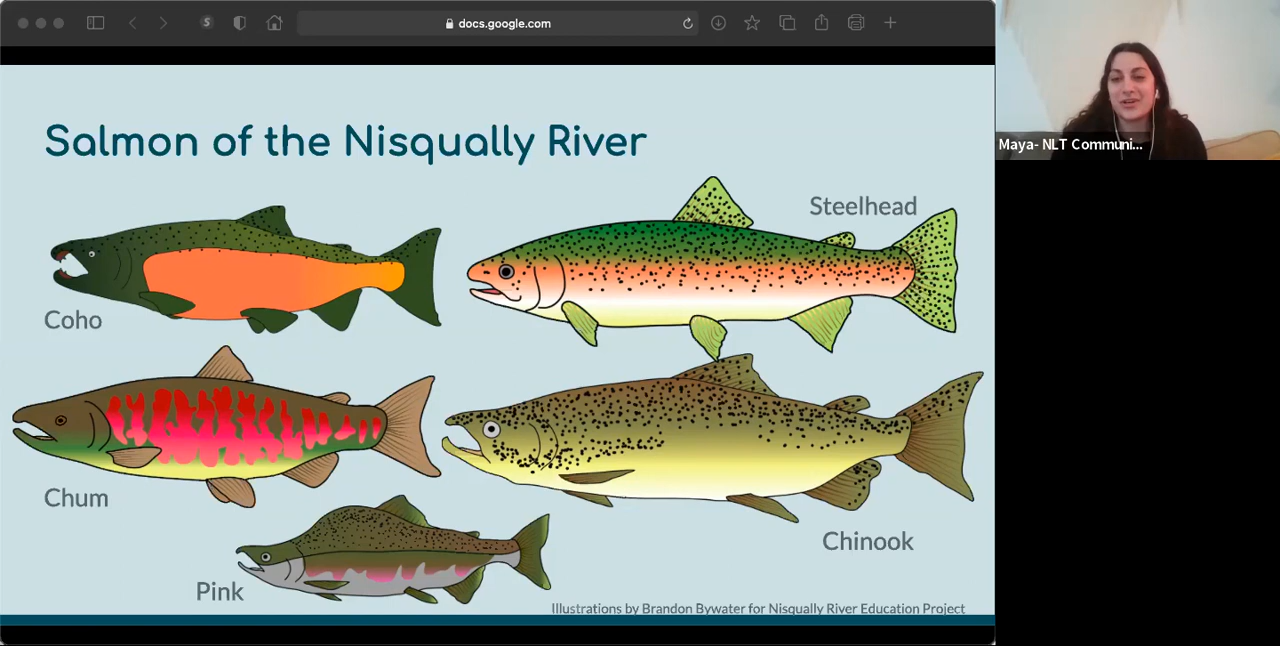 docs.google.com
Maya- NLT Communi...
Salmon of the Nisqually River
Steelhead
Coho
Chum
Chinook
Pink
Illustrations by Brandon Bywater for Nisqually River Education Project